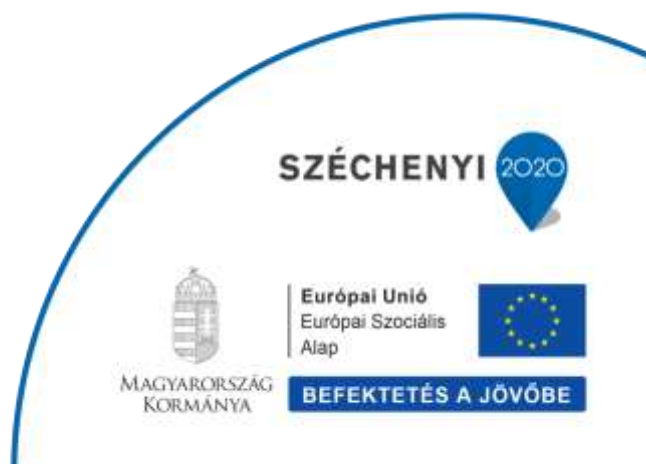 SZÉCHENYI 2020
Európai Unió
Európai Szociális
Alap
MAGYARORSZÁG
KORMÁNYA
BEFEKTETÉS A JÖVŐBE